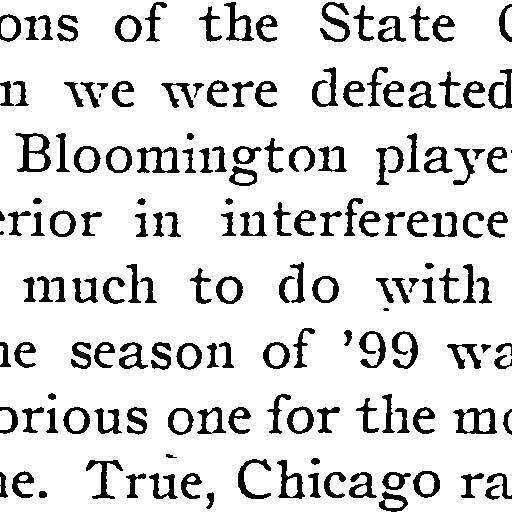 ons of the State
n we were defeated
Bloomington playe
erior in interference
much to do with
ne season of '99 wa
orious one for the mo
ne. True, Chicago ra